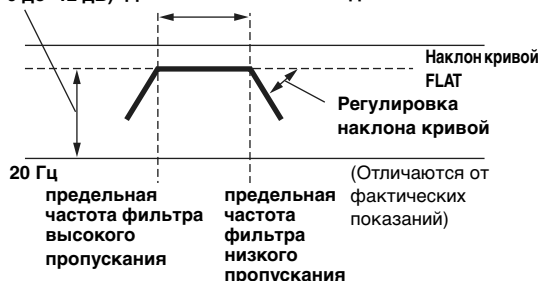 Наклон кривой
FLAT
Регулировка
наклона кривой
20 Гц
(Отличаются от
фактических
показаний)
предельная
частота фильтра
высокого
пропускания
предельная
частота
фильтра
низкого
пропускания